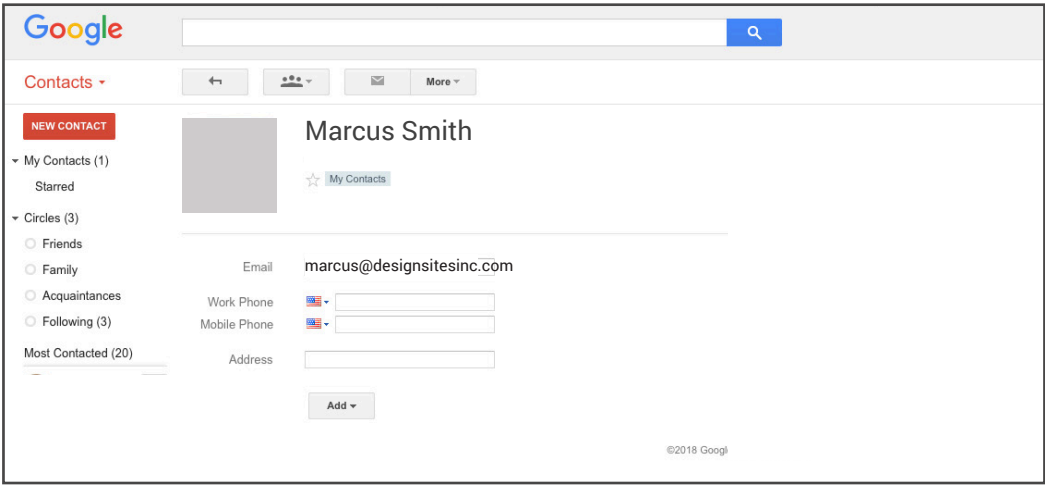 Google
Contacts
More
NEW CONTACT
My Contacts (1)
Starred
Circles (3)
Friends
Family
Acquaintances
Following (3)
Most Contacted (20)
Marcus Smith
My Contacts
Email marcus@designsitesinc.com
Work Phone
Mobile Phone
Address
Add
©2018 Googl